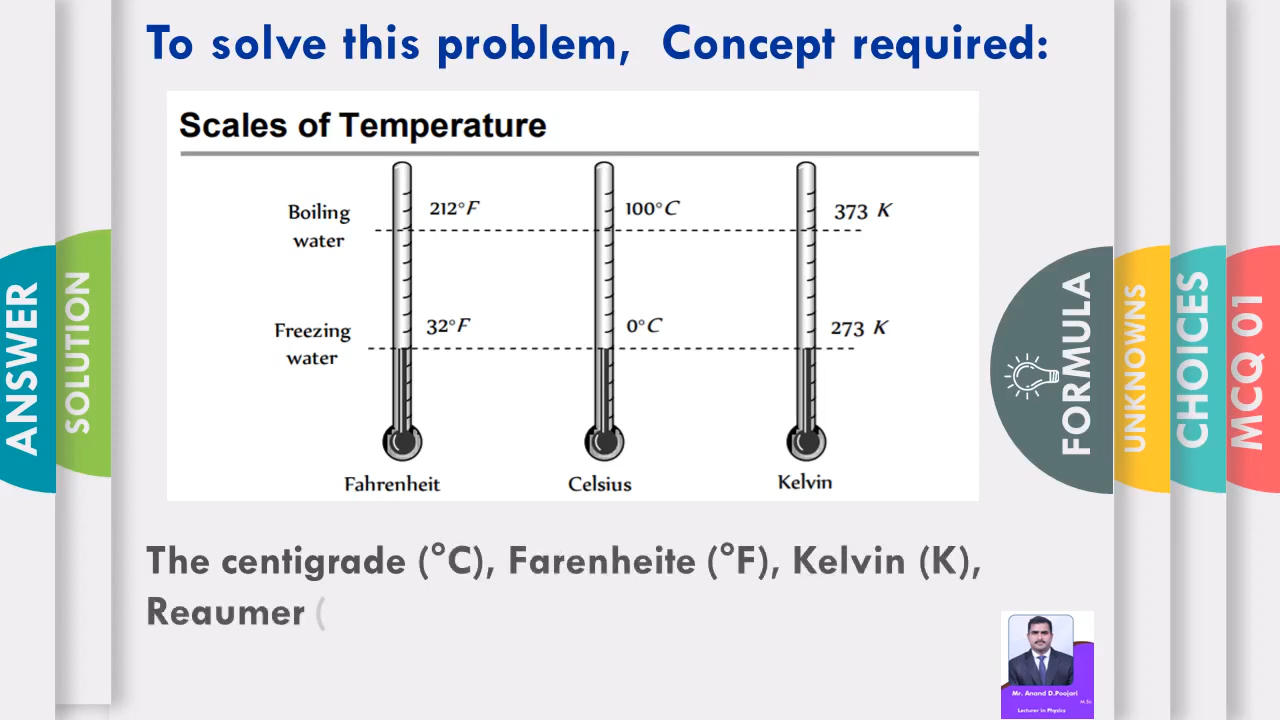 To solve this problem, Concept required:
Scales of Temperature
Boiling
water
212°F
100°C
373 K
Freezing
water
32°F
0°C
273 K
Fahrenheit
Celsius
Kelvin
The centigrade (°C), Farenheite (°F), Kelvin (K),
Reaumer (
ANSWER
SOLUTION
FORMULA
UNKNOWNS
CHOICES
MCQ 01
Mr. Anand D.Poojari
M.Sc
Lecturer in Physics